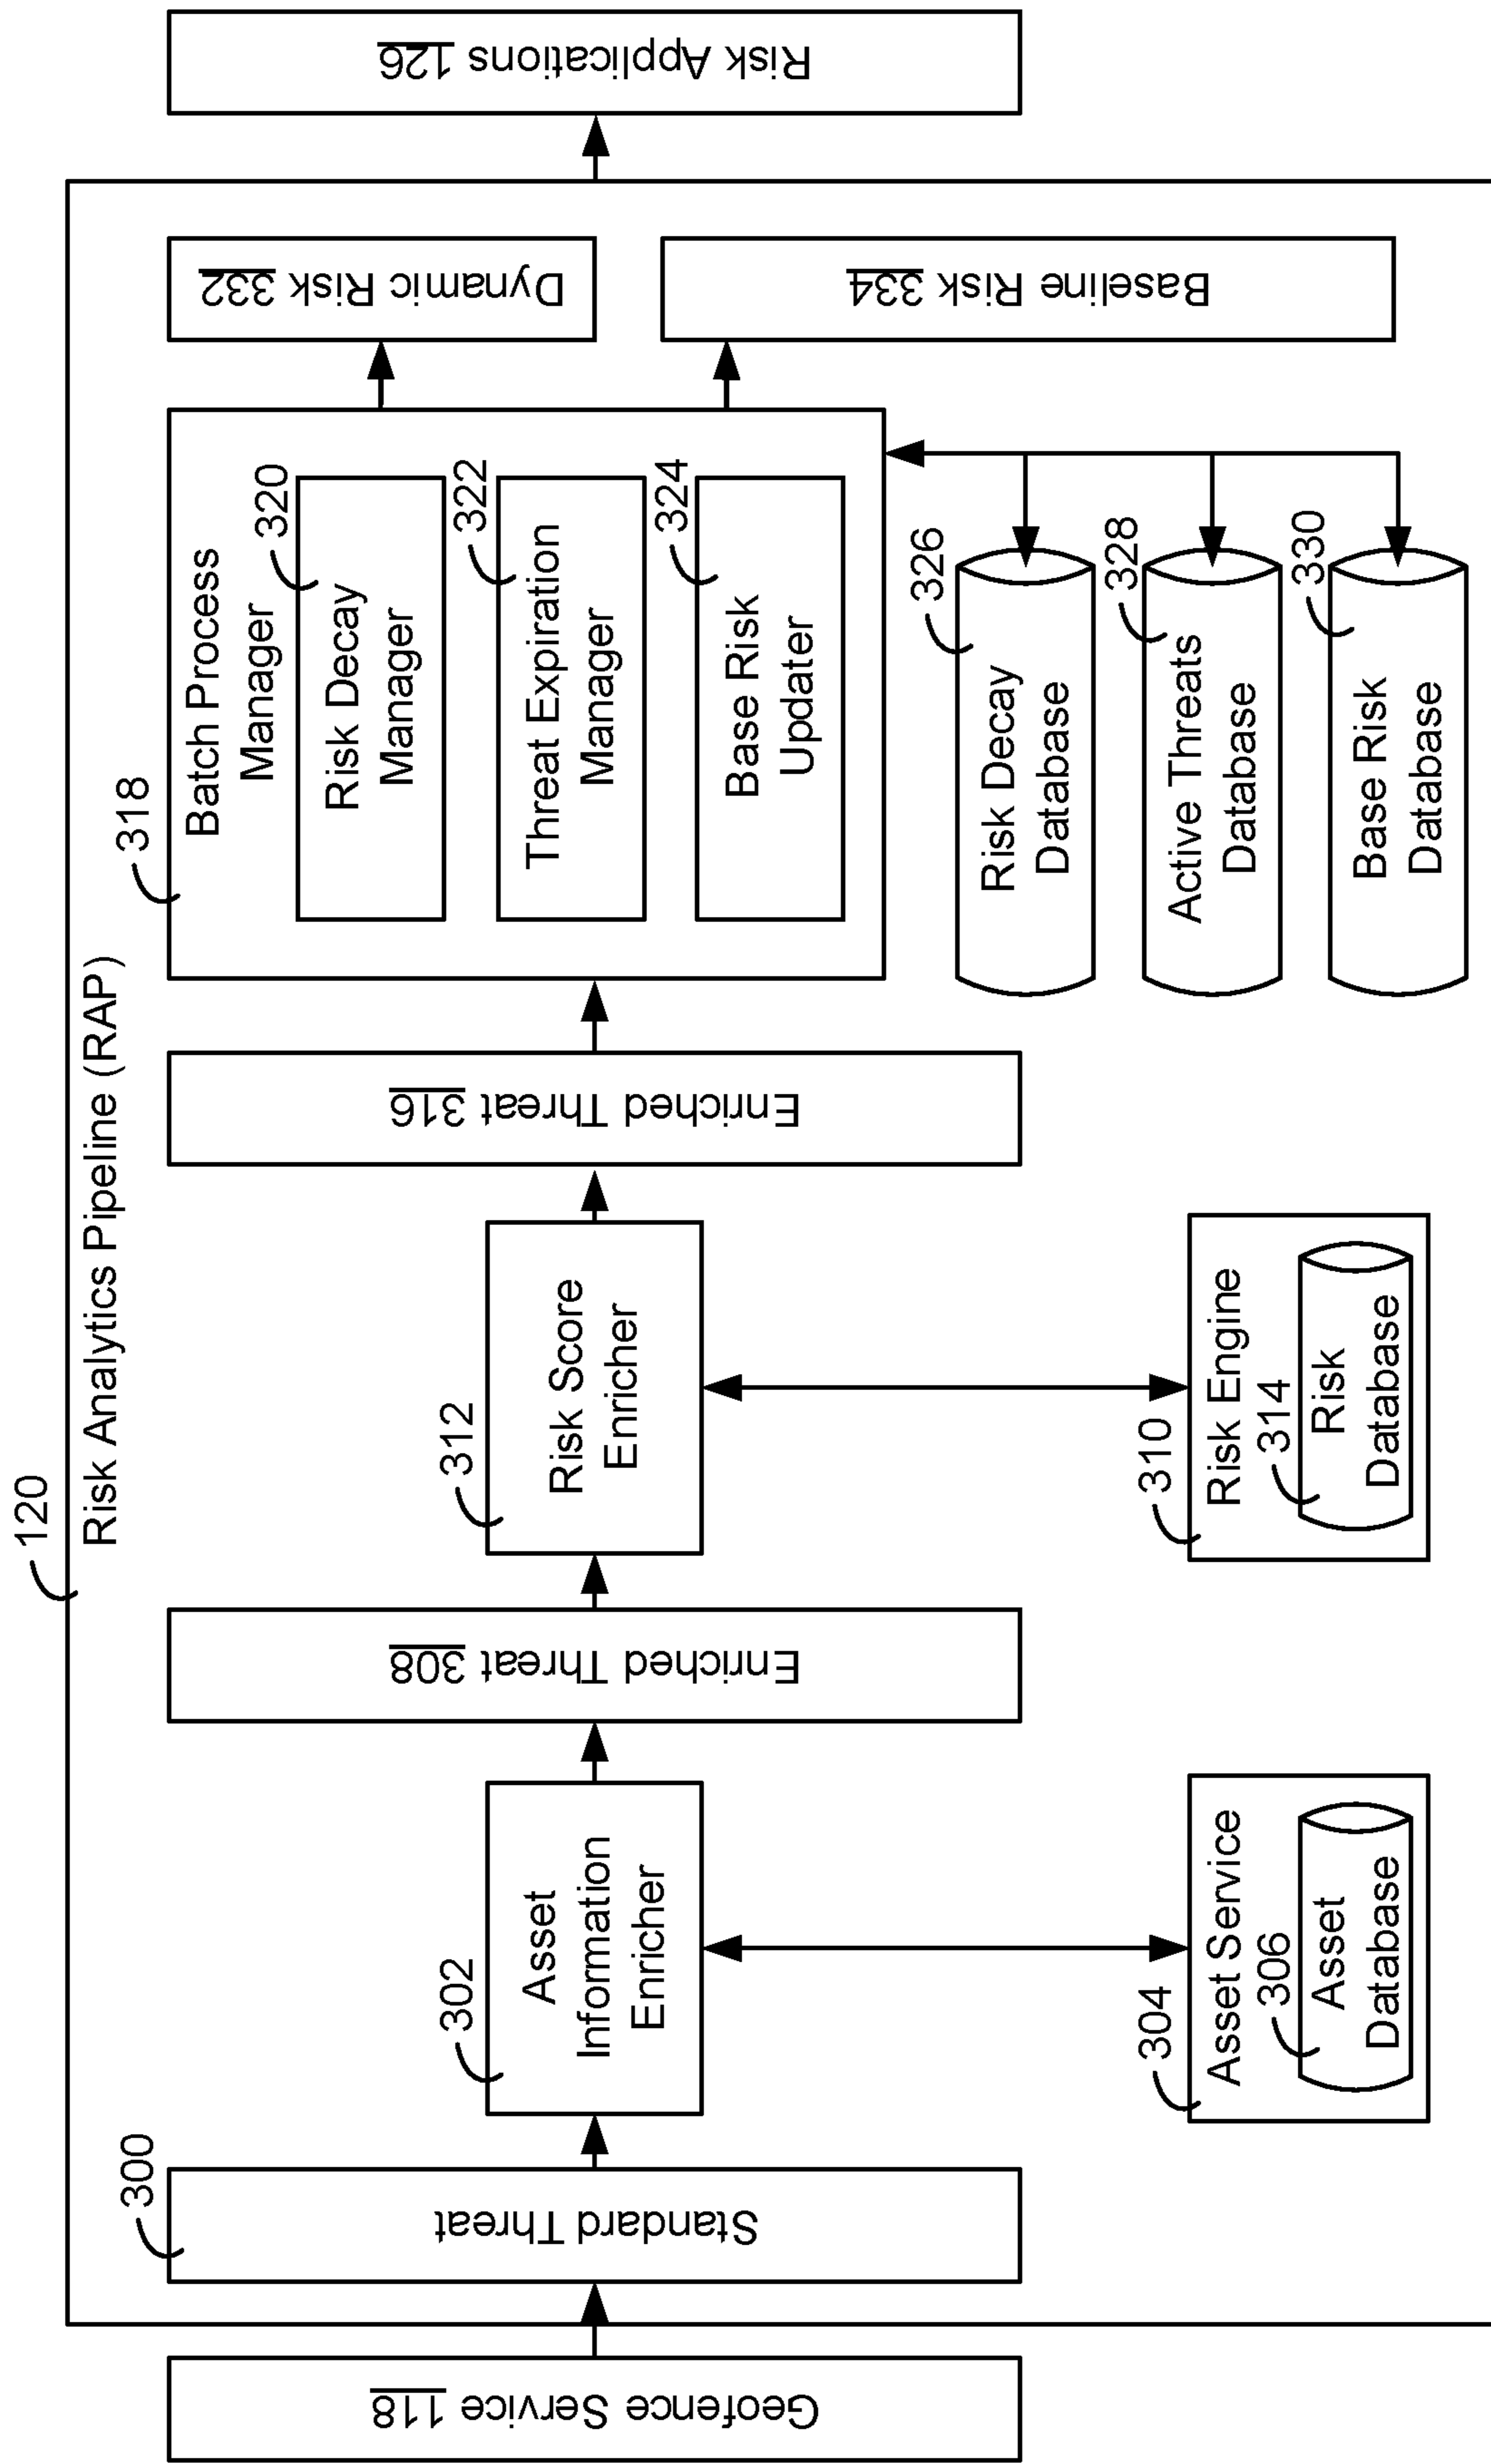 120
Risk Analytics Pipeline (RAP)
Geofence Service 118
300
Standard Threat
302
Asset
Information
Enricher
304
Asset Service
306
Asset
Database
Enriched Threat 308
312
Risk Score
Enricher
310
Risk Engine
314
Risk
Database
Enriched Threat 316
318
Batch Process
Manager
320
Risk Decay
Manager
322
Threat Expiration
Manager
324
Base Risk
Updater
326
Risk Decay
Database
328
Active Threats
Database
330
Base Risk
Database
Dynamic Risk 332
Baseline Risk 334
Risk Applications 126